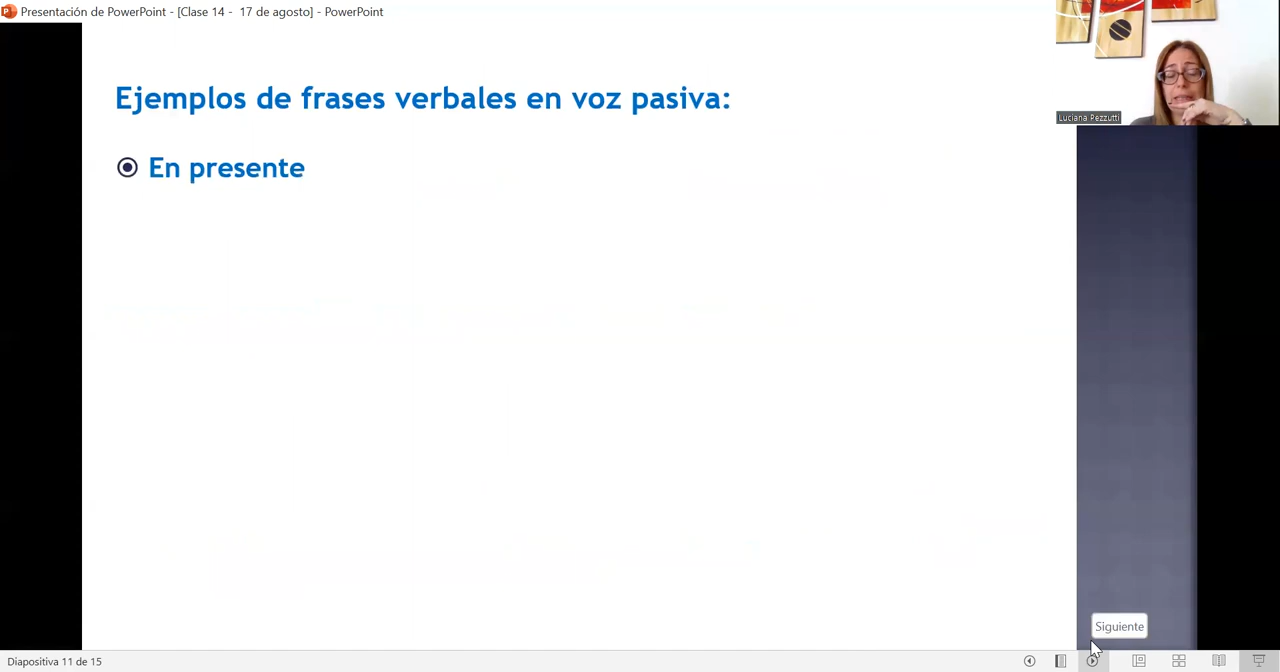 Presentación de PowerPoint - [Clase 14 -  17 de agosto] - PowerPoint
Luciana Pezzutti
Ejemplos de frases verbales en voz pasiva:
En presente
Siguiente
Diapositiva 11 de 15